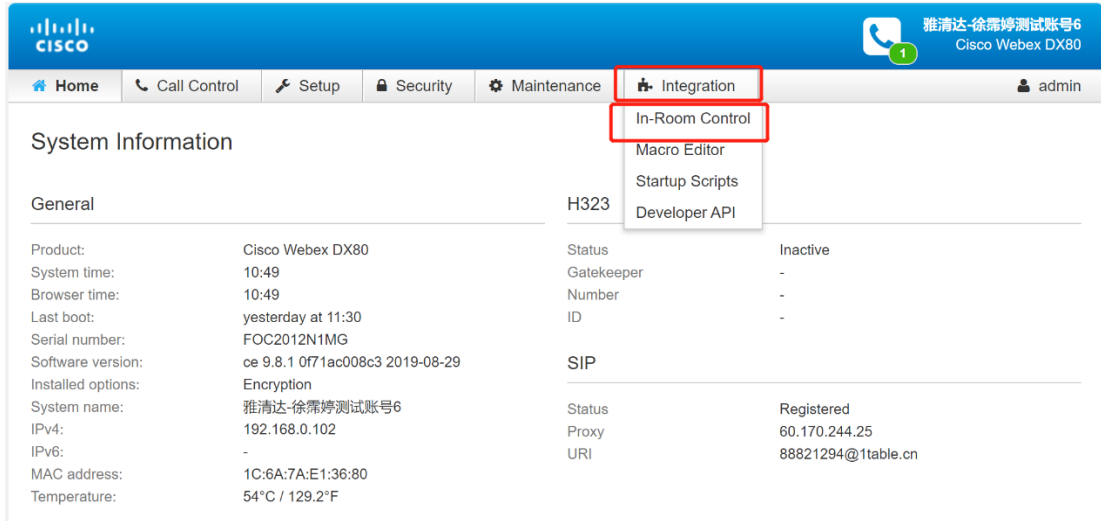 CISCO
雅清达-徐霈婷测试账号6
Cisco Webex DX80
1
Home Call Control Setup Security Maintenance Integration admin
In-Room Control
Macro Editor
Startup Scripts
Developer API
System Information
General
Product: Cisco Webex DX80
System time: 10:49
Browser time: 10:49
Last boot: yesterday at 11:30
Serial number: FOC2012N1MG
Software version: ce 9.8.1 0f71ac008c3 2019-08-29
Installed options: Encryption
System name: 雅清达-徐霈婷测试账号6
IPv4: 192.168.0.102
IPv6: -
MAC address: 1C:6A:7A:E1:36:80
Temperature: 54°C / 129.2°F
H323
Status Inactive
Gatekeeper -
Number -
ID -
SIP
Status Registered
Proxy 60.170.244.25
URI 88821294@1table.cn